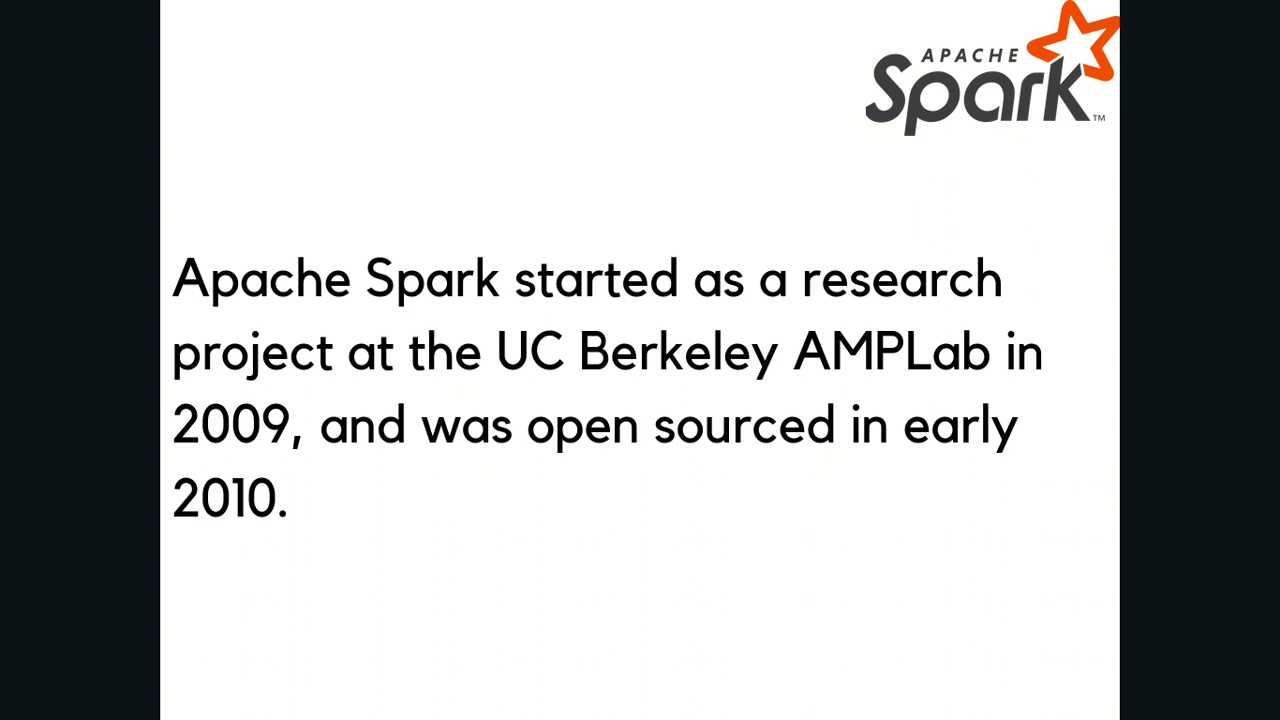 APACHE
Spark™
Apache Spark started as a research
project at the UC Berkeley AMPLab in
2009, and was open sourced in early
2010.